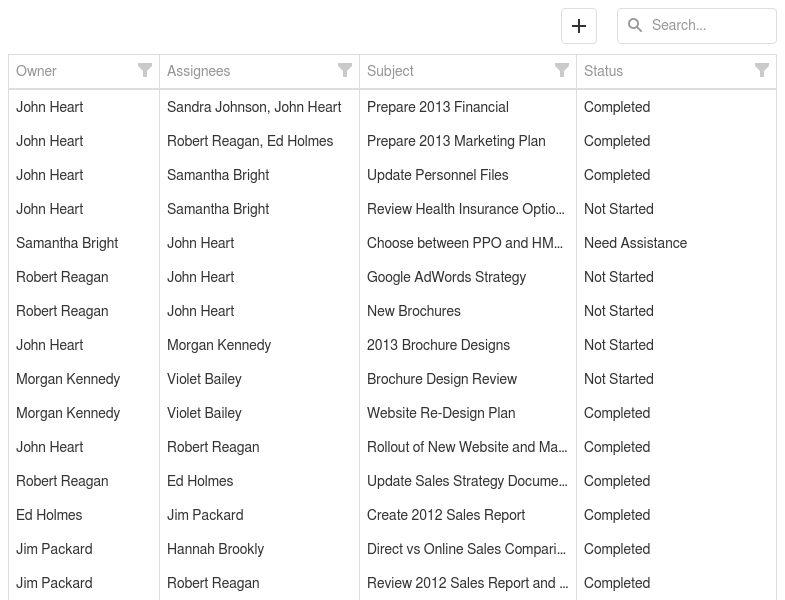 Search...
Owner Assignees Subject Status
John Heart Sandra Johnson, John Heart Prepare 2013 Financial Completed
John Heart Robert Reagan, Ed Holmes Prepare 2013 Marketing Plan Completed
John Heart Samantha Bright Update Personnel Files Completed
John Heart Samantha Bright Review Health Insurance Optio... Not Started
Samantha Bright John Heart Choose between PPO and HM... Need Assistance
Robert Reagan John Heart Google AdWords Strategy Not Started
Robert Reagan John Heart New Brochures Not Started
John Heart Morgan Kennedy 2013 Brochure Designs Not Started
Morgan Kennedy Violet Bailey Brochure Design Review Not Started
Morgan Kennedy Violet Bailey Website Re-Design Plan Completed
John Heart Robert Reagan Rollout of New Website and Ma... Completed
Robert Reagan Ed Holmes Update Sales Strategy Docume... Completed
Ed Holmes Jim Packard Create 2012 Sales Report Completed
Jim Packard Hannah Brookly Direct vs Online Sales Compari... Completed
Jim Packard Robert Reagan Review 2012 Sales Report and ... Completed